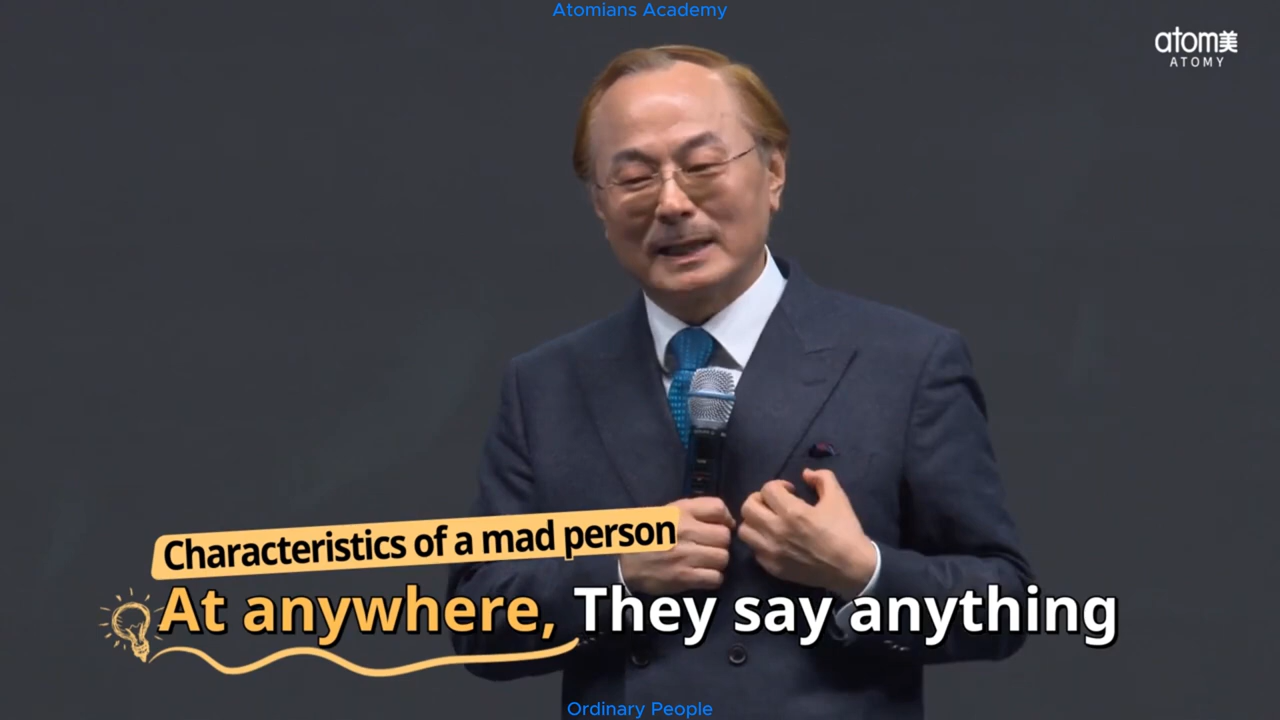 Atomians Academy
atom美
ATOMY
Characteristics of a mad person
At anywhere, They say anything
Ordinary People